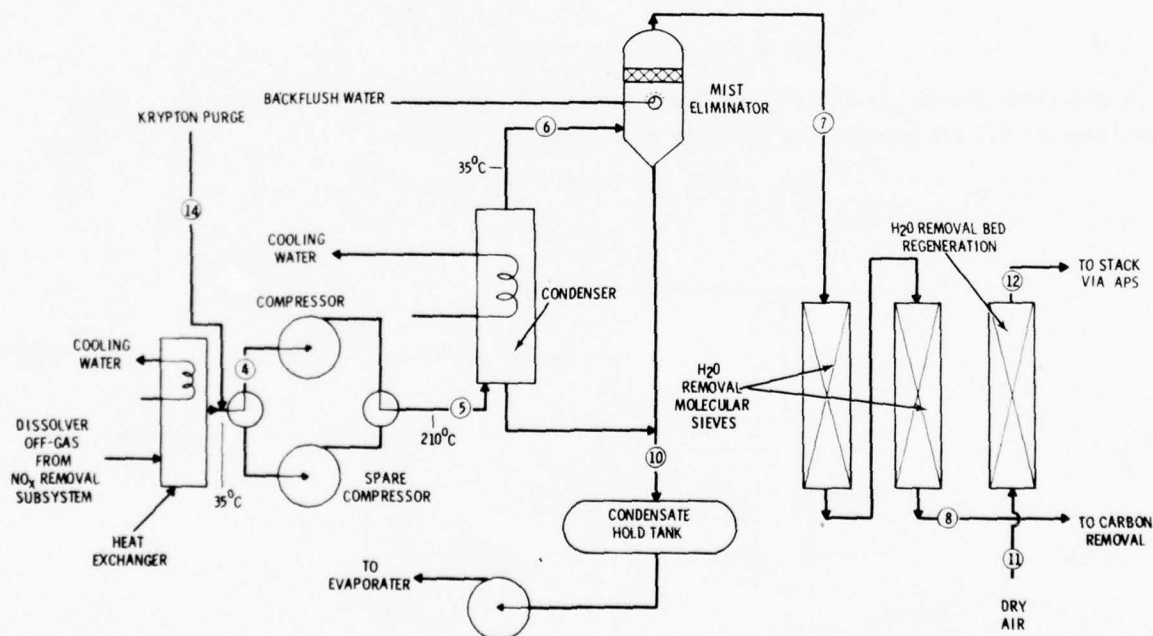 BACKFLUSH WATER
MIST
ELIMINATOR
KRYPTON PURGE
6
7
35°C
14
COOLING
WATER
H2O REMOVAL BED
REGENERATION
12
TO STACK
VIA APS
COMPRESSOR
CONDENSER
COOLING
WATER
4
H2O
REMOVAL
MOLECULAR
SIEVES
5
210°C
DISSOLVER
OFF-GAS
FROM
NOx REMOVAL
SUBSYSTEM
35°C
SPARE
COMPRESSOR
10
HEAT
EXCHANGER
CONDENSATE
HOLD TANK
8
TO CARBON
REMOVAL
TO
EVAPORATER
11
DRY
AIR